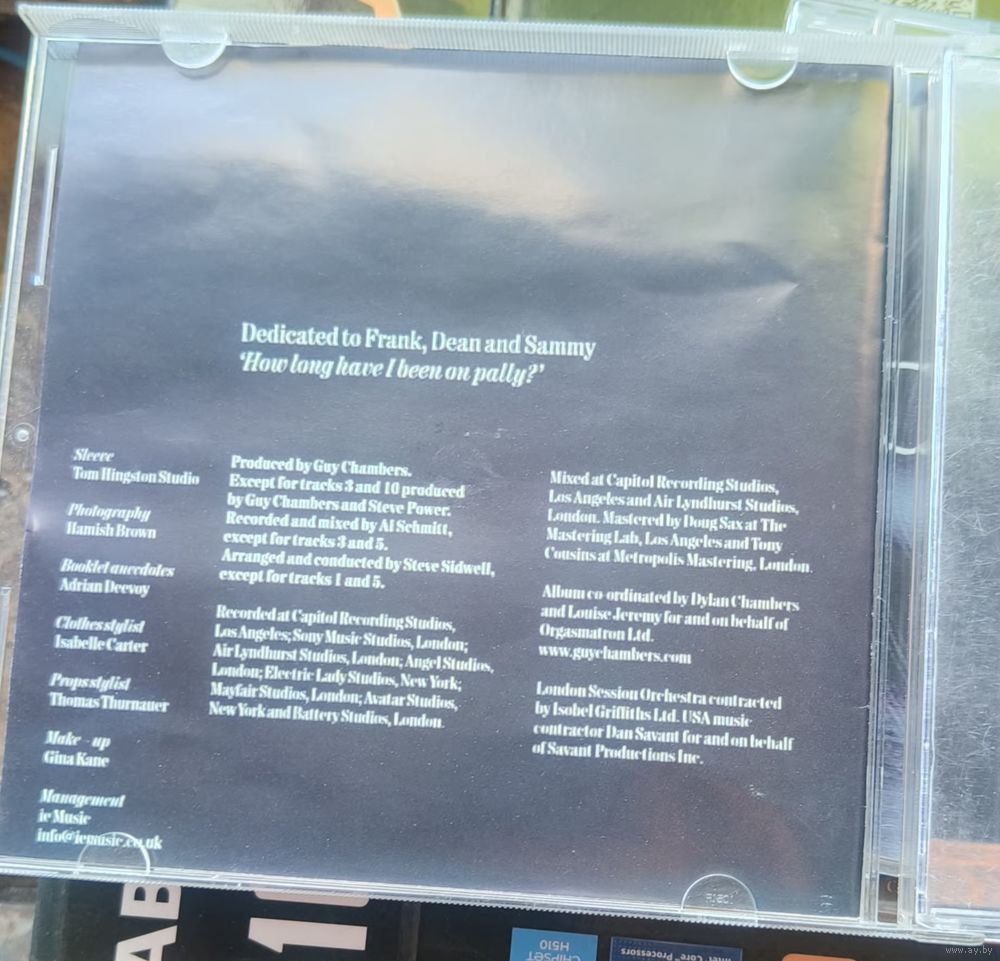 Dedicated to Frank, Dean and Sammy
‘How long have I been on pally?’
Sleeve
Tom Hingston Studio
Photography
Hamish Brown
Booklet anecdotes
Adrian Deevoy
Clothes stylist
Isabelle Carter
Props stylist
Thomas Thurnauer
Make-up
Gina Kane
Management
ie Music
info@iemusic.co.uk
Produced by Guy Chambers.
Except for tracks 3 and 10 produced
by Guy Chambers and Steve Power.
Recorded and mixed by Al Schmitt,
except for tracks 3 and 5.
Arranged and conducted by Steve Sidwell,
except for tracks 1 and 5.
Recorded at Capitol Recording Studios,
Los Angeles; Sony Music Studios, London;
Air Lyndhurst Studios, London; Angel Studios,
London; Electric Lady Studios, New York;
Mayfair Studios, London; Avatar Studios,
New York and Battery Studios, London.
Mixed at Capitol Recording Studios,
Los Angeles and Air Lyndhurst Studios,
London. Mastered by Doug Sax at The
Mastering Lab, Los Angeles and Tony
Cousins at Metropolis Mastering, London.
Album co-ordinated by Dylan Chambers
and Louise Jeremy for and on behalf of
Orgasmatron Ltd.
www.guychambers.com
London Session Orchestra contracted
by Isobel Griffiths Ltd. USA music
contractor Dan Savant for and on behalf
of Savant Productions Inc.
AB
10
CHIPSET
H510
Intel® Core™ Processors
www.ay.by